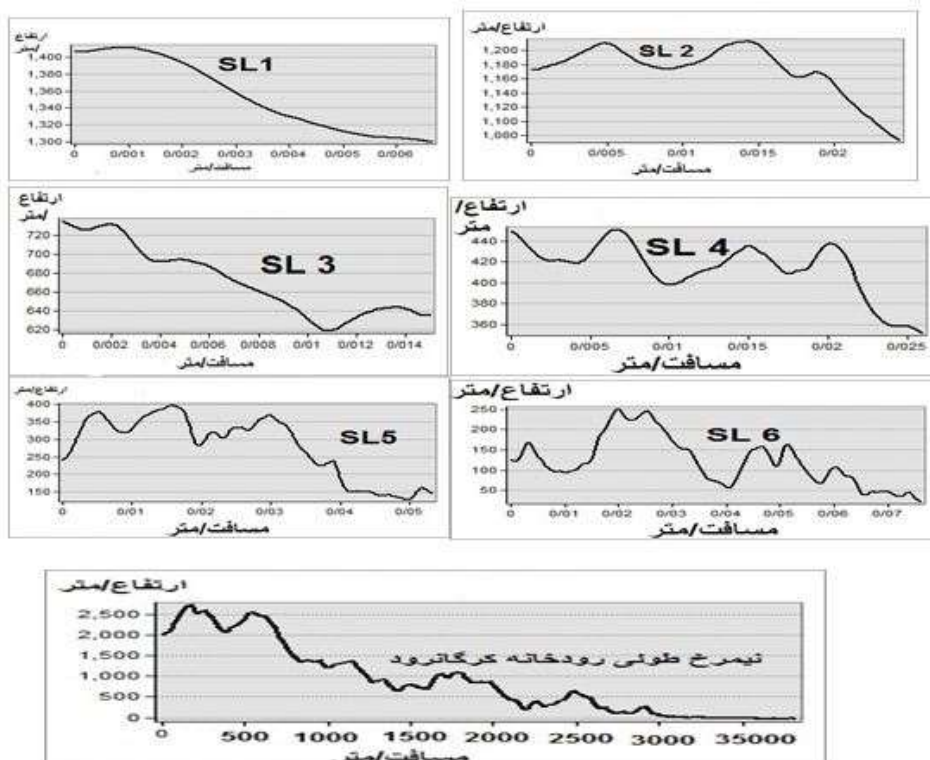 ارتفاع
/متر
SL1
1,400
1,380
1,360
1,340
1,320
1,300
0 0/001 0/002 0/003 0/004 0/005 0/006
مسافت/متر
ارتفاع/متر
SL 2
1,200
1,180
1,160
1,140
1,120
1,100
1,080
0 0/005 0/01 0/015 0/02
مسافت/متر
ارتفاع
/متر
SL 3
720
700
680
660
640
620
0 0/002 0/004 0/006 0/008 0/01 0/012 0/014
مسافت/متر
ارتفاع/
متر
SL 4
440
420
400
380
360
0 0/005 0/01 0/015 0/02 0/025
مسافت/متر
ارتفاع/متر
SL5
400
350
300
250
200
150
0 0/01 0/02 0/03 0/04 0/05
مسافت/متر
ارتفاع/متر
SL 6
250
200
150
100
50
0 0/01 0/02 0/03 0/04 0/05 0/06 0/07
مسافت/متر
ارتفاع/متر
2,500
2,000
1,500
1,000
500
0
نیمرخ طولی رودخانه کرگانرود
0 500 1000 1500 2000 2500 3000 35000
مسافت/متر